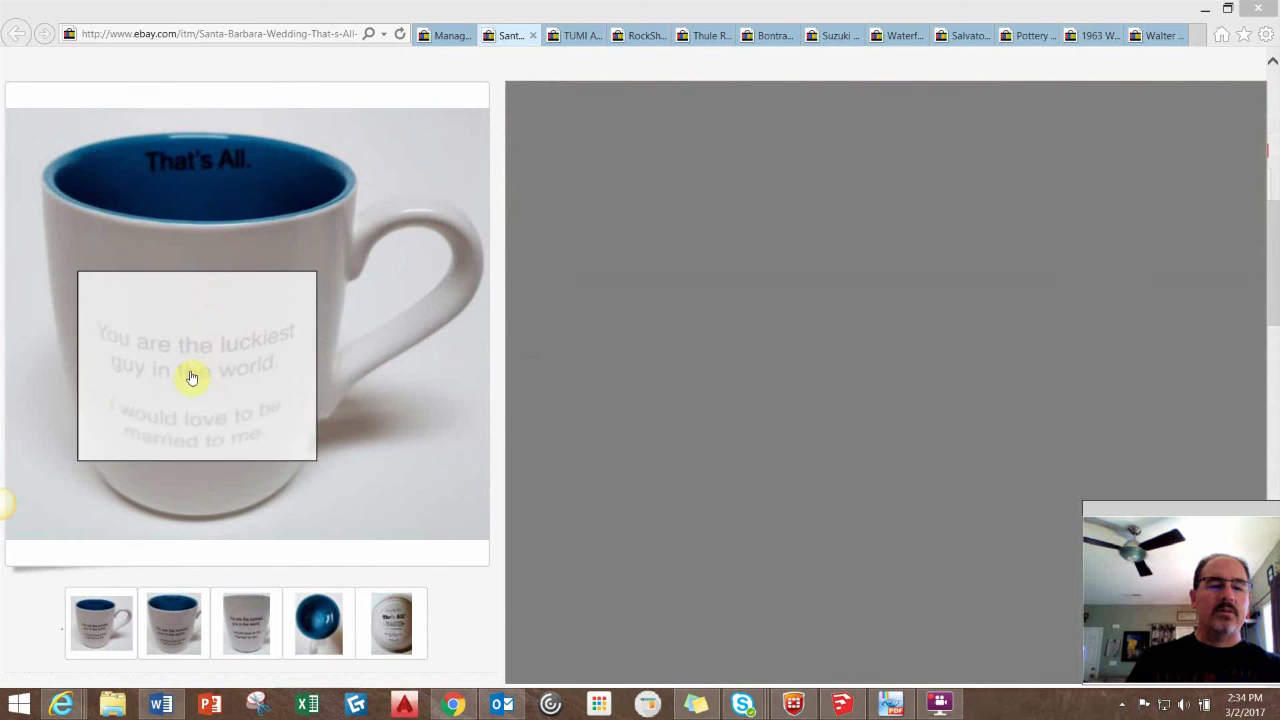 http://www.ebay.com/itm/Santa-Barbara-Wedding-That-s-All-
Manag...
Sant...
TUMI A...
RockSh...
Thule R...
Bontra...
Suzuki ...
Waterf...
Salvato...
Pottery ...
1963 W...
Walter ...
That's All.
You are the luckiest
guy in the world.
I would love to be
married to me.
2:34 PM
3/2/2017